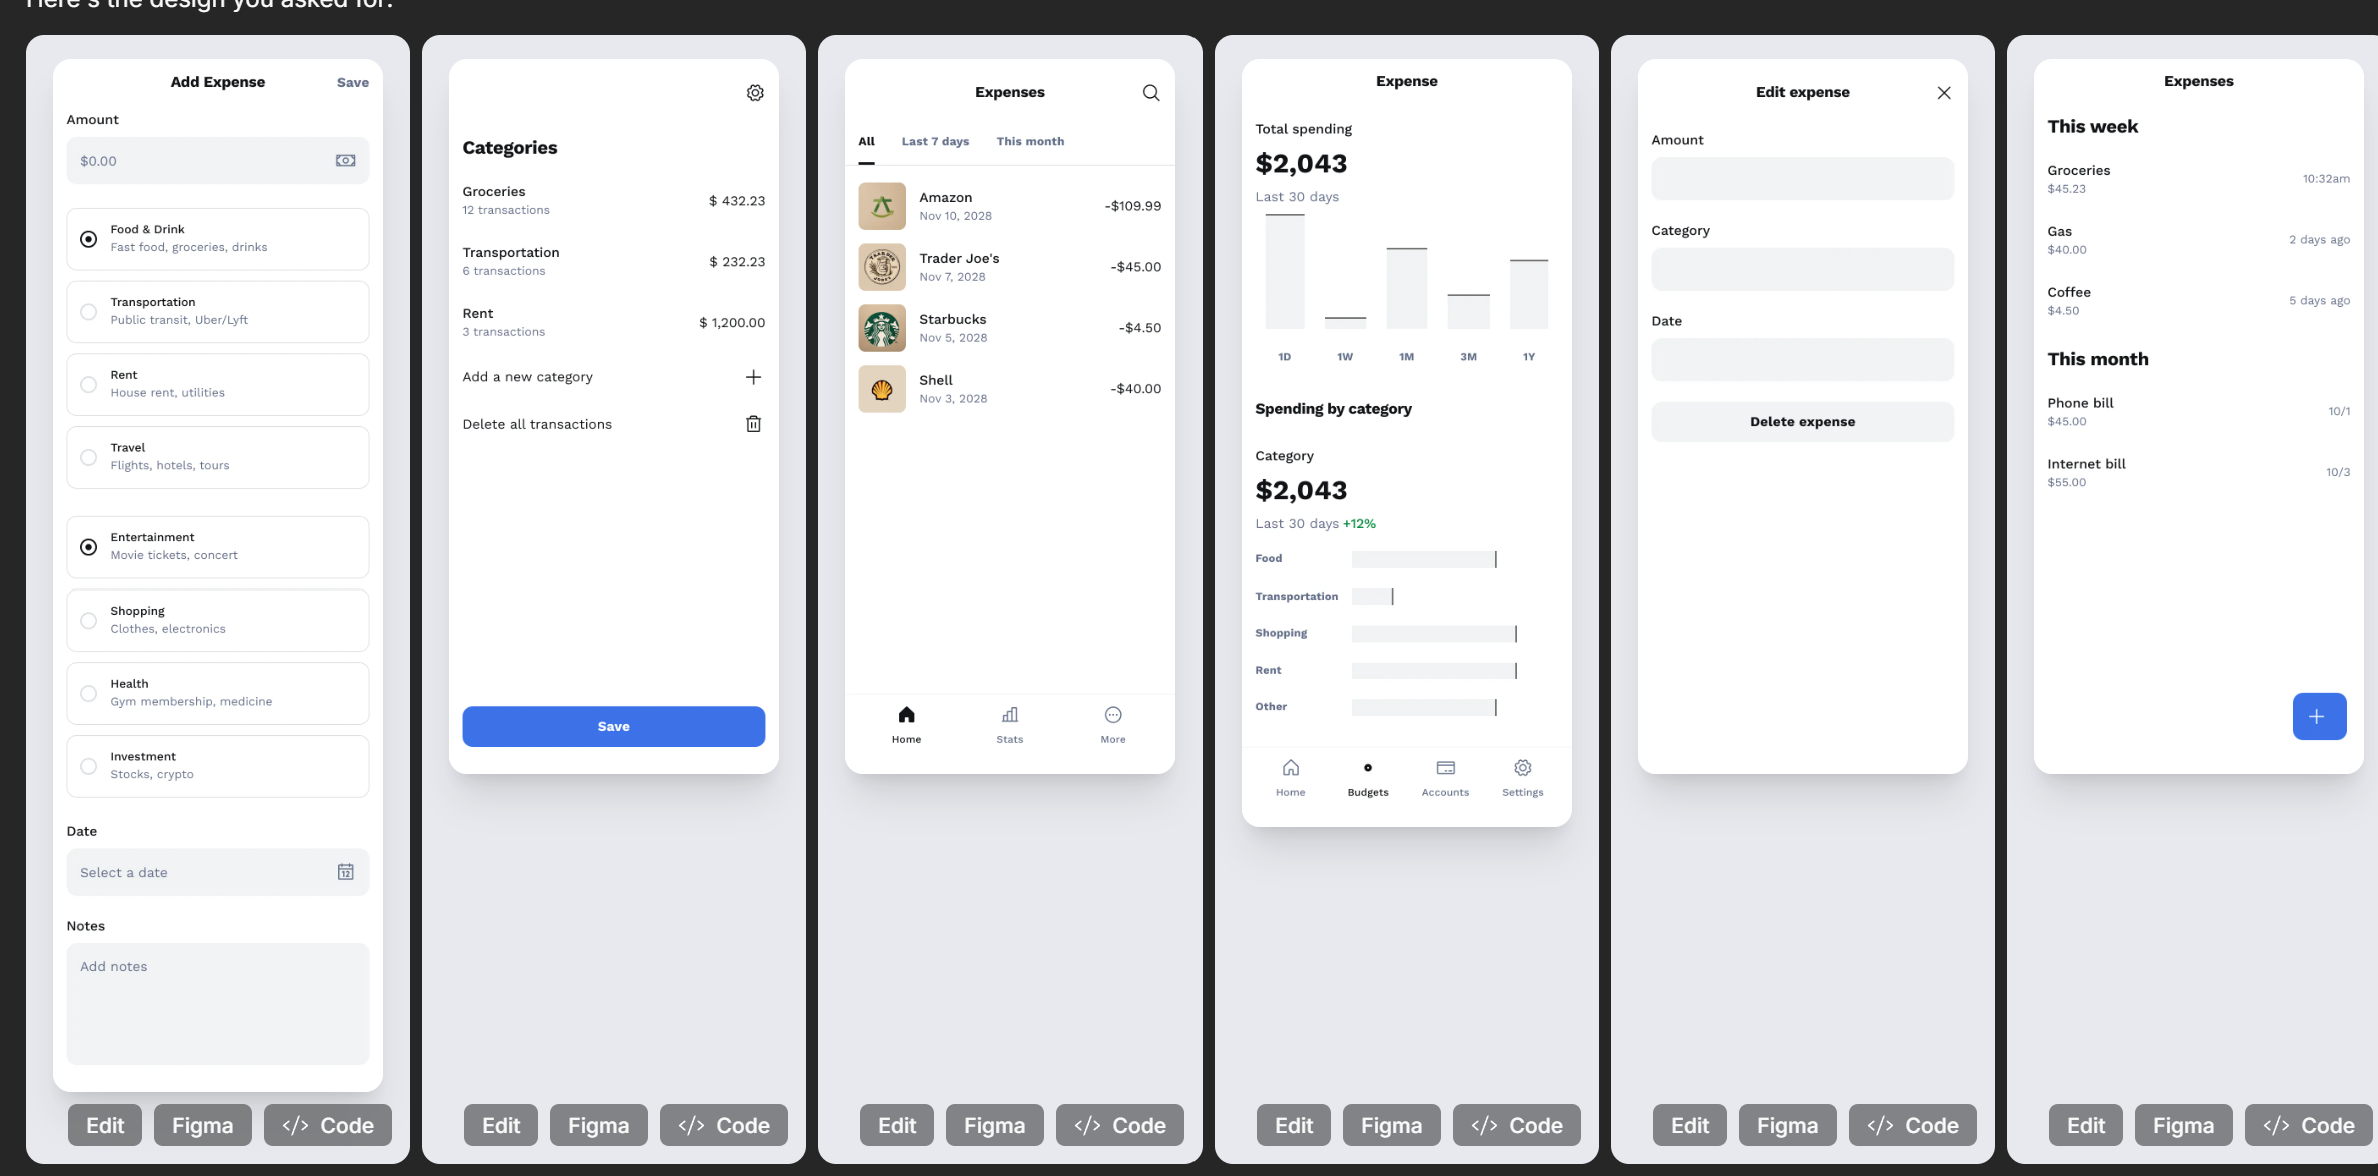 Here's the design you asked for:
Add Expense
Save
Amount
$0.00
Food & Drink
Fast food, groceries, drinks
Transportation
Public transit, Uber/Lyft
Rent
House rent, utilities
Travel
Flights, hotels, tours
Entertainment
Movie tickets, concert
Shopping
Clothes, electronics
Health
Gym membership, medicine
Investment
Stocks, crypto
Date
Select a date
12
Notes
Add notes
Edit
Figma
</> Code
Categories
Groceries
12 transactions
$ 432.23
Transportation
6 transactions
$ 232.23
Rent
3 transactions
$ 1,200.00
Add a new category
Delete all transactions
Save
Edit
Figma
</> Code
Expenses
All
Last 7 days
This month
Amazon
Nov 10, 2028
-$109.99
Trader Joe's
Nov 7, 2028
-$45.00
Starbucks
Nov 5, 2028
-$4.50
Shell
Nov 3, 2028
-$40.00
Home
Stats
More
Edit
Figma
</> Code
Expense
Total spending
$2,043
Last 30 days
1D
1W
1M
3M
1Y
Spending by category
Category
$2,043
Last 30 days +12%
Food
Transportation
Shopping
Rent
Other
Home
Budgets
Accounts
Settings
Edit
Figma
</> Code
Edit expense
Amount
Category
Date
Delete expense
Edit
Figma
</> Code
Expenses
This week
Groceries
$45.23
10:32am
Gas
$40.00
2 days ago
Coffee
$4.50
5 days ago
This month
Phone bill
$45.00
10/1
Internet bill
$55.00
10/3
Edit
Figma
</> Code